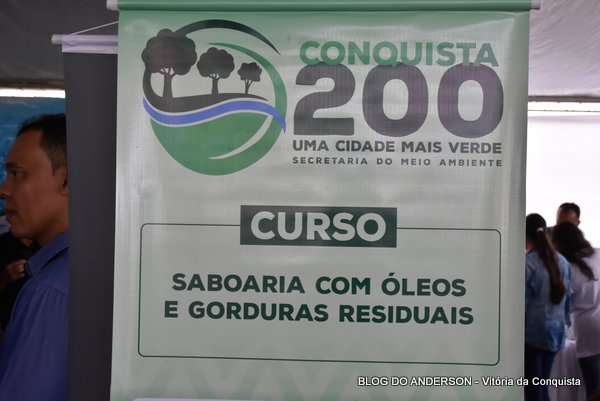 CONQUISTA
200
UMA CIDADE MAIS VERDE
SECRETARIA DO MEIO AMBIENTE
CURSO
SABOARIA COM ÓLEOS
E GORDURAS RESIDUAIS
BLOG DO ANDERSON - Vitória da Conquista